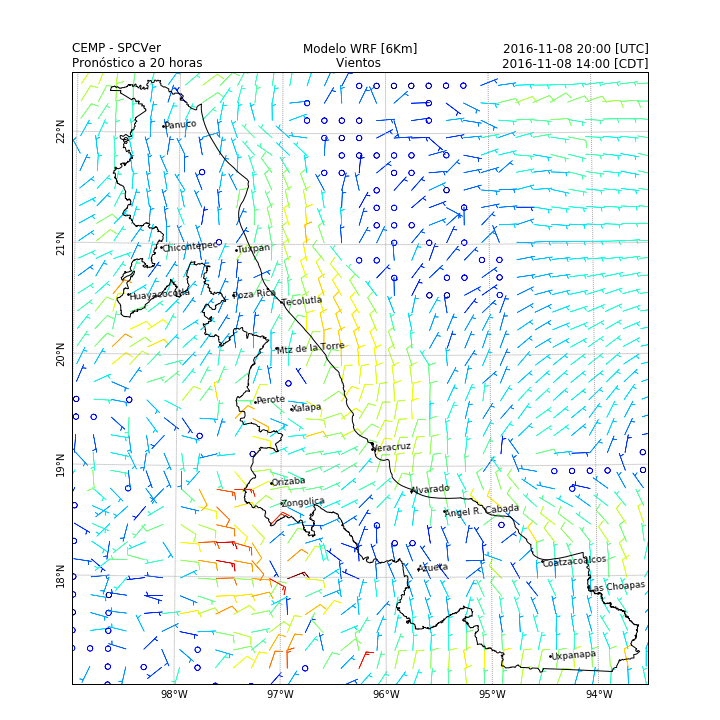 CEMP - SPCVer
Modelo WRF [6Km]
2016-11-08 20:00 [UTC]
Pronóstico a 20 horas
Vientos
2016-11-08 14:00 [CDT]
22°N
Panuco
21°N
Chicontepec
Tuxpan
Huayacocotla
Poza Rica
Tecolutla
20°N
Mtz de la Torre
Perote
Xalapa
Veracruz
19°N
Orizaba
Alvarado
Zongolica
Angel R. Cabada
18°N
Azueta
Coatzacoalcos
Las Choapas
Uxpanapa
98°W
97°W
96°W
95°W
94°W